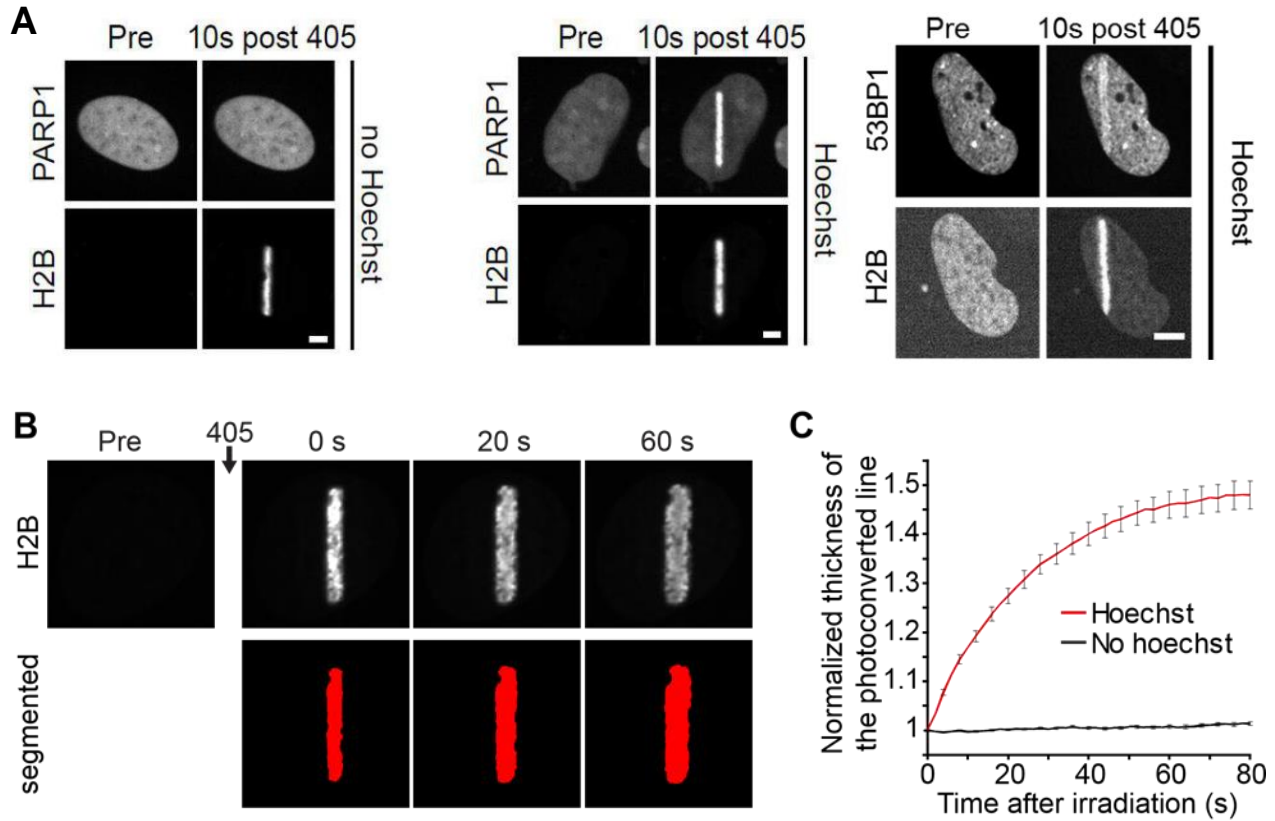 A
Pre 10s post 405
PARP1
H2B
no Hoechst
Pre 10s post 405
PARP1
H2B
Hoechst
Pre 10s post 405
53BP1
H2B
Hoechst
B
Pre 405 0 s 20 s 60 s
H2B
segmented
C
Normalized thickness of
the photoconverted line
1.5
1.4
1.3
1.2
1.1
1
Hoechst
No hoechst
0 20 40 60 80
Time after irradiation (s)